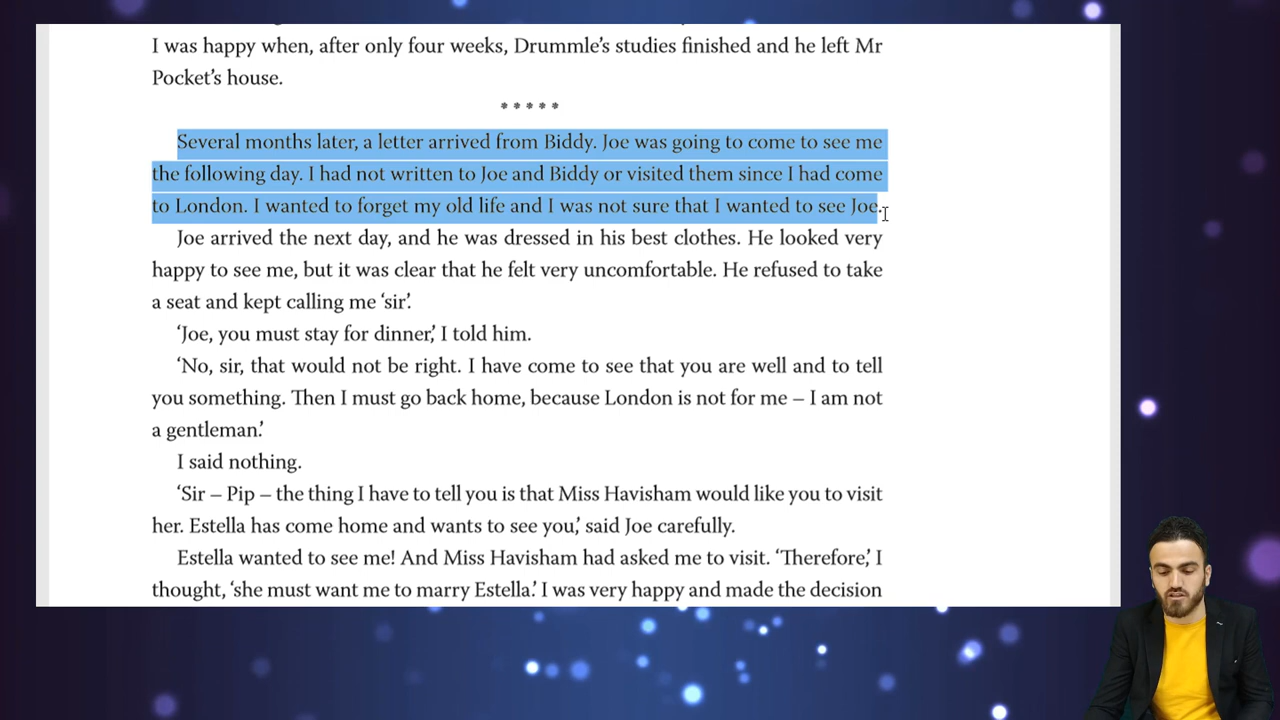 I was happy when, after only four weeks, Drummle’s studies finished and he left Mr
Pocket’s house.
*****
Several months later, a letter arrived from Biddy. Joe was going to come to see me
the following day. I had not written to Joe and Biddy or visited them since I had come
to London. I wanted to forget my old life and I was not sure that I wanted to see Joe.
Joe arrived the next day, and he was dressed in his best clothes. He looked very
happy to see me, but it was clear that he felt very uncomfortable. He refused to take
a seat and kept calling me ‘sir’.
‘Joe, you must stay for dinner,’ I told him.
‘No, sir, that would not be right. I have come to see that you are well and to tell
you something. Then I must go back home, because London is not for me – I am not
a gentleman.’
I said nothing.
‘Sir – Pip – the thing I have to tell you is that Miss Havisham would like you to visit
her. Estella has come home and wants to see you,’ said Joe carefully.
Estella wanted to see me! And Miss Havisham had asked me to visit. ‘Therefore,’ I
thought, ‘she must want me to marry Estella.’ I was very happy and made the decision